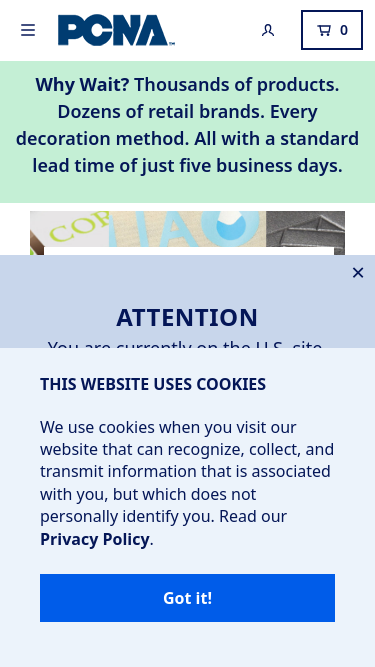 PCNA
0
Why Wait? Thousands of products.
Dozens of retail brands. Every
decoration method. All with a standard
lead time of just five business days.
ATTENTION
You are currently on the U.S. site.
THIS WEBSITE USES COOKIES
We use cookies when you visit our
website that can recognize, collect, and
transmit information that is associated
with you, but which does not
personally identify you. Read our
Privacy Policy.
Got it!